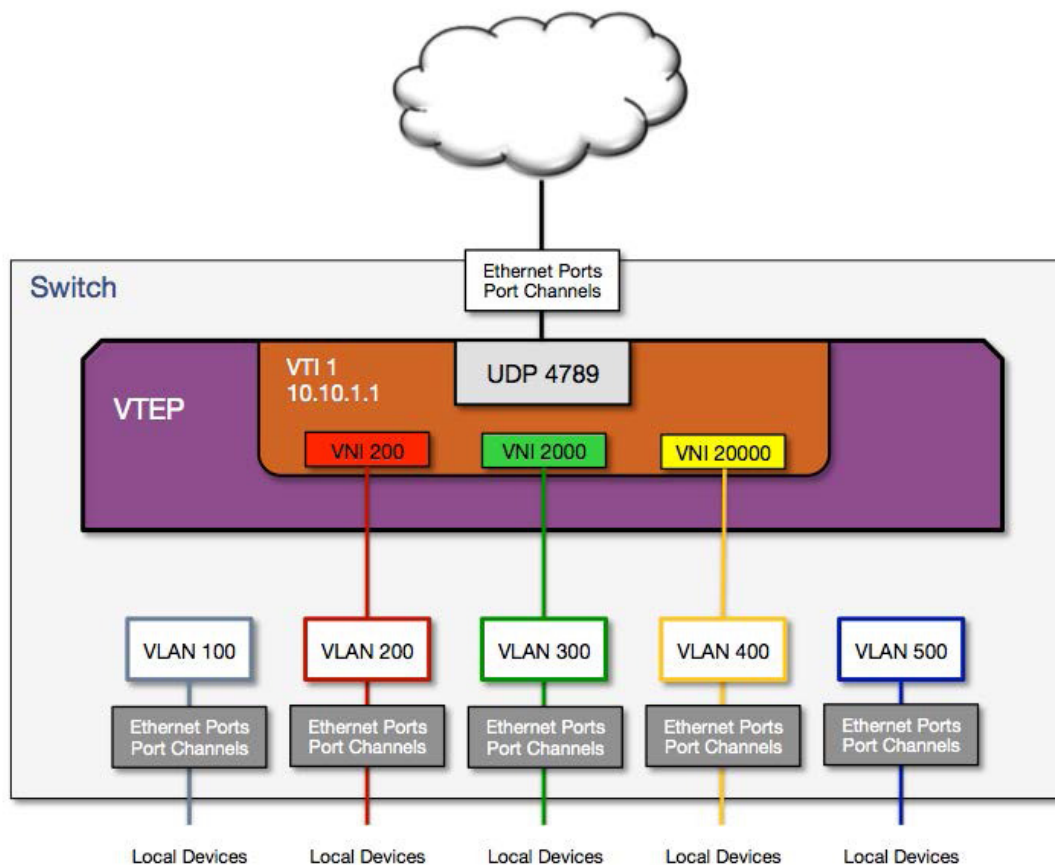 Ethernet Ports
Port Channels
Switch
VTI 1
10.10.1.1
UDP 4789
VTEP
VNI 200
VNI 2000
VNI 20000
VLAN 100
VLAN 200
VLAN 300
VLAN 400
VLAN 500
Ethernet Ports
Port Channels
Ethernet Ports
Port Channels
Ethernet Ports
Port Channels
Ethernet Ports
Port Channels
Ethernet Ports
Port Channels
Local Devices
Local Devices
Local Devices
Local Devices
Local Devices